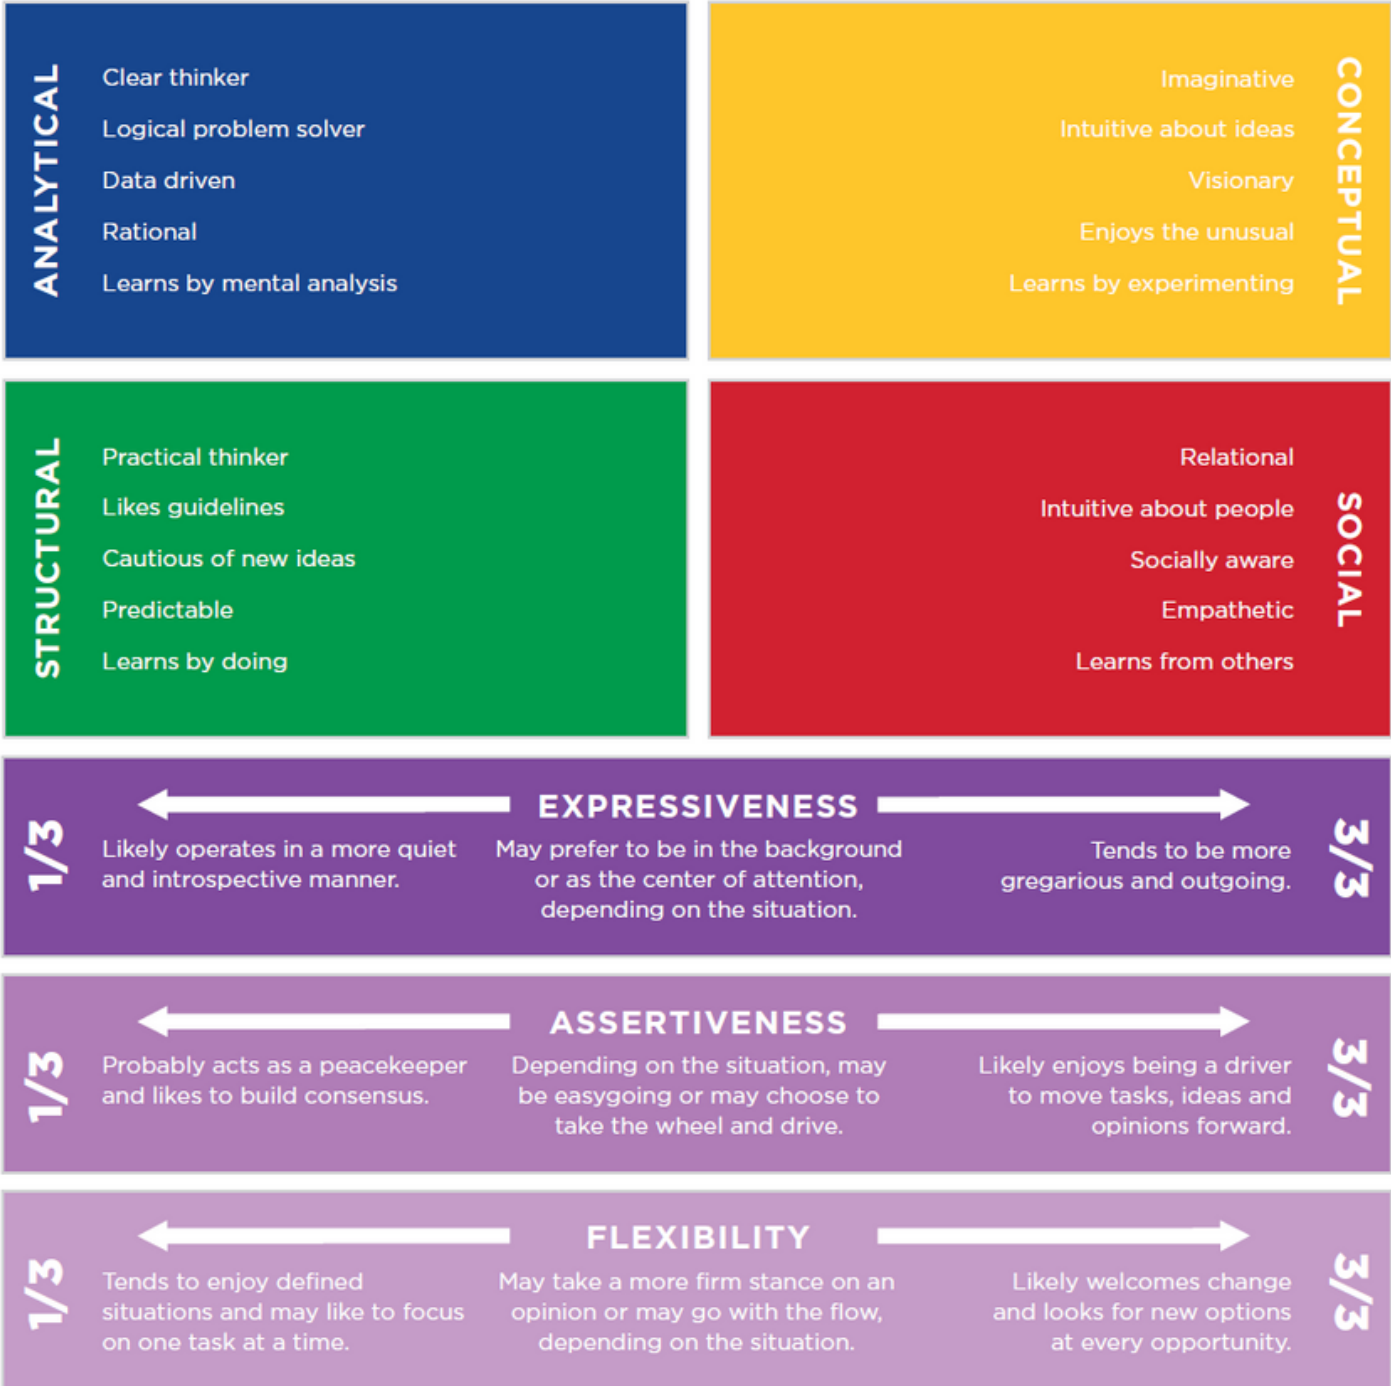 ANALYTICAL
Clear thinker
Logical problem solver
Data driven
Rational
Learns by mental analysis
CONCEPTUAL
Imaginative
Intuitive about ideas
Visionary
Enjoys the unusual
Learns by experimenting
STRUCTURAL
Practical thinker
Likes guidelines
Cautious of new ideas
Predictable
Learns by doing
SOCIAL
Relational
Intuitive about people
Socially aware
Empathetic
Learns from others
EXPRESSIVENESS
1/3
Likely operates in a more quiet
and introspective manner.
May prefer to be in the background
or as the center of attention,
depending on the situation.
Tends to be more
gregarious and outgoing.
3/3
ASSERTIVENESS
1/3
Probably acts as a peacekeeper
and likes to build consensus.
Depending on the situation, may
be easygoing or may choose to
take the wheel and drive.
Likely enjoys being a driver
to move tasks, ideas and
opinions forward.
3/3
FLEXIBILITY
1/3
Tends to enjoy defined
situations and may like to focus
on one task at a time.
May take a more firm stance on an
opinion or may go with the flow,
depending on the situation.
Likely welcomes change
and looks for new options
at every opportunity.
3/3